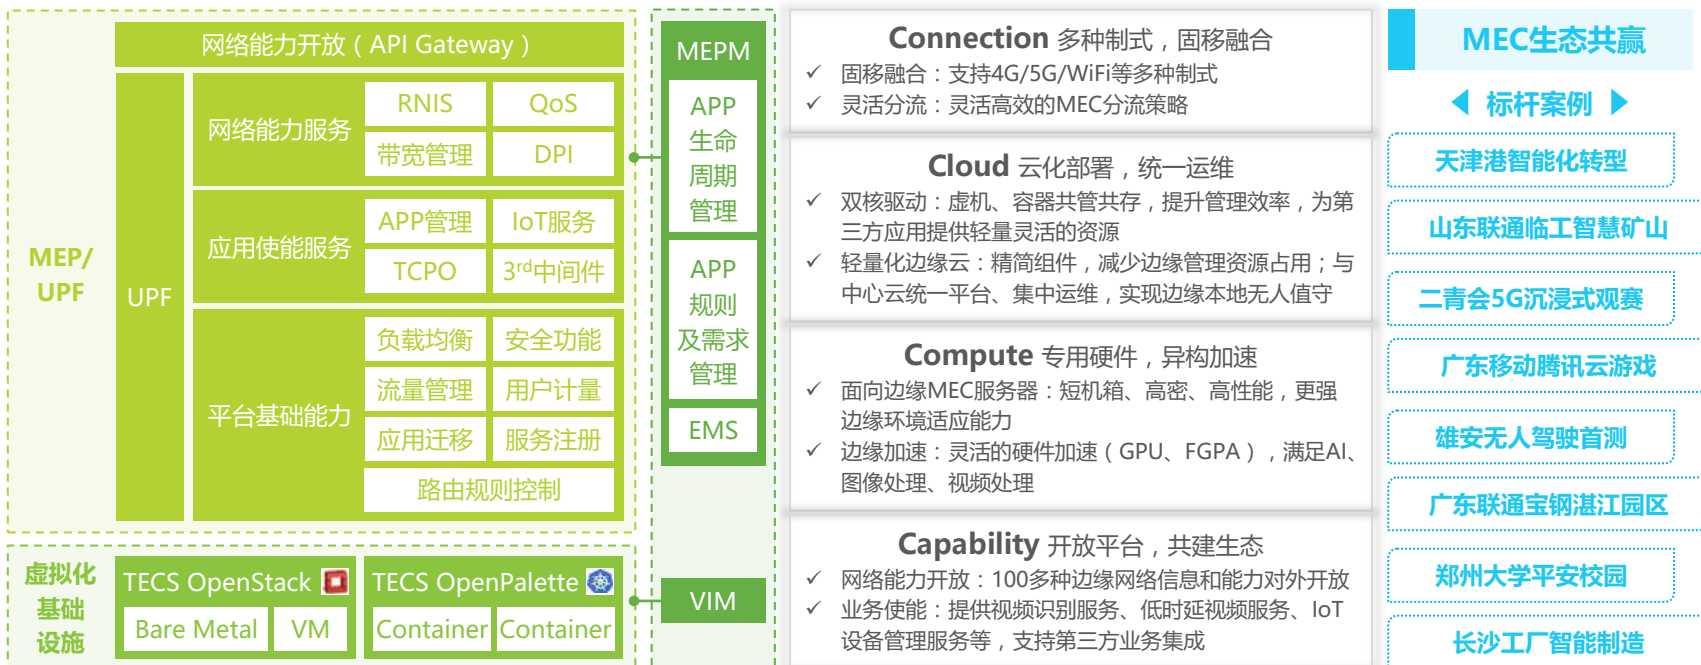 网络能力开放（API Gateway）
MEP/
UPF
UPF
网络能力服务
RNIS
QoS
带宽管理
DPI
应用使能服务
APP管理
IoT服务
TCPO
3rd中间件
平台基础能力
负载均衡
安全功能
流量管理
用户计量
应用迁移
服务注册
路由规则控制
虚拟化
基础
设施
TECS OpenStack
Bare Metal
VM
TECS OpenPalette
Container
Container
MEPM
APP
生命
周期
管理
APP
规则
及需求
管理
EMS
VIM
Connection 多种制式，固移融合
✓ 固移融合：支持4G/5G/WiFi等多种制式
✓ 灵活分流：灵活高效的MEC分流策略
Cloud 云化部署，统一运维
✓ 双核驱动：虚机、容器共管共存，提升管理效率，为第
三方应用提供轻量灵活的资源
✓ 轻量化边缘云：精简组件，减少边缘管理资源占用；与
中心云统一平台、集中运维，实现边缘本地无人值守
Compute 专用硬件，异构加速
✓ 面向边缘MEC服务器：短机箱、高密、高性能，更强
边缘环境适应能力
✓ 边缘加速：灵活的硬件加速（GPU、FGPA），满足AI、
图像处理、视频处理
Capability 开放平台，共建生态
✓ 网络能力开放：100多种边缘网络信息和能力对外开放
✓ 业务使能：提供视频识别服务、低时延视频服务、IoT
设备管理服务等，支持第三方业务集成
MEC生态共赢
标杆案例
天津港智能化转型
山东联通临工智慧矿山
二青会5G沉浸式观赛
广东移动腾讯云游戏
雄安无人驾驶首测
广东联通宝钢湛江园区
郑州大学平安校园
长沙工厂智能制造